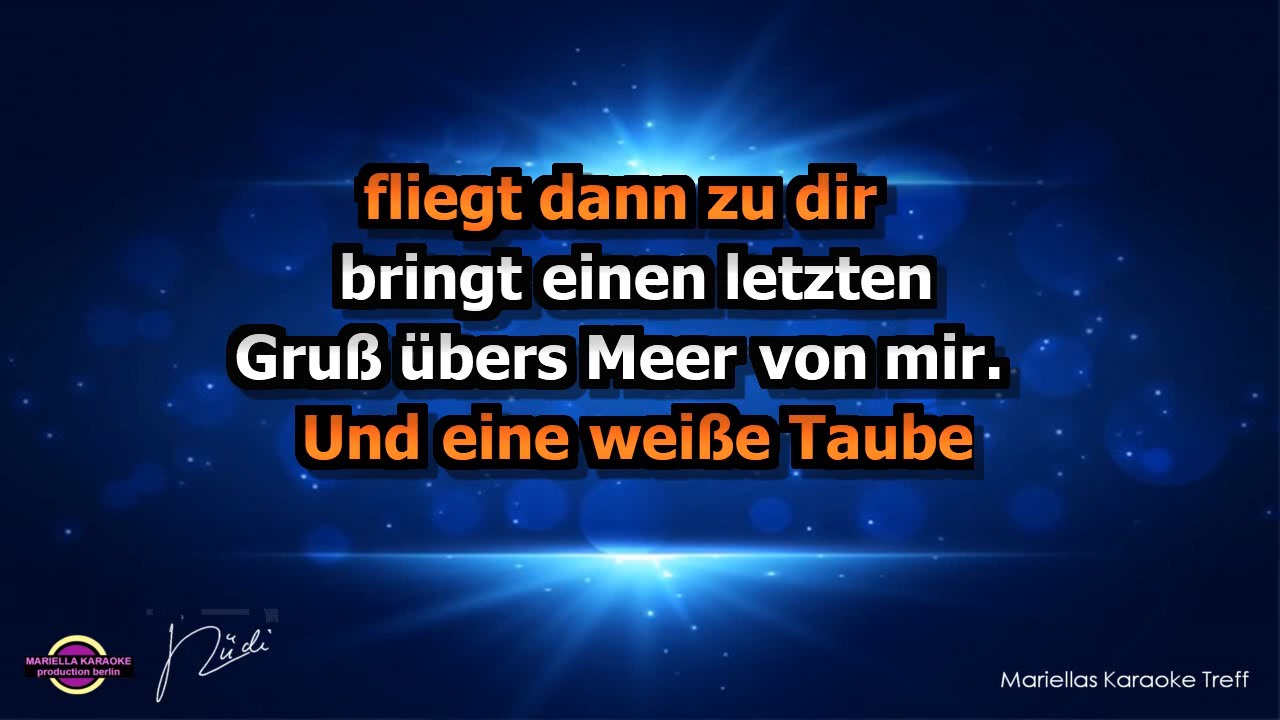 fliegt dann zu dir
bringt einen letzten
Gruß übers Meer von mir.
Und eine weiße Taube
Rüdi
MARIELLA KARAOKE
production berlin
Mariellas Karaoke Treff